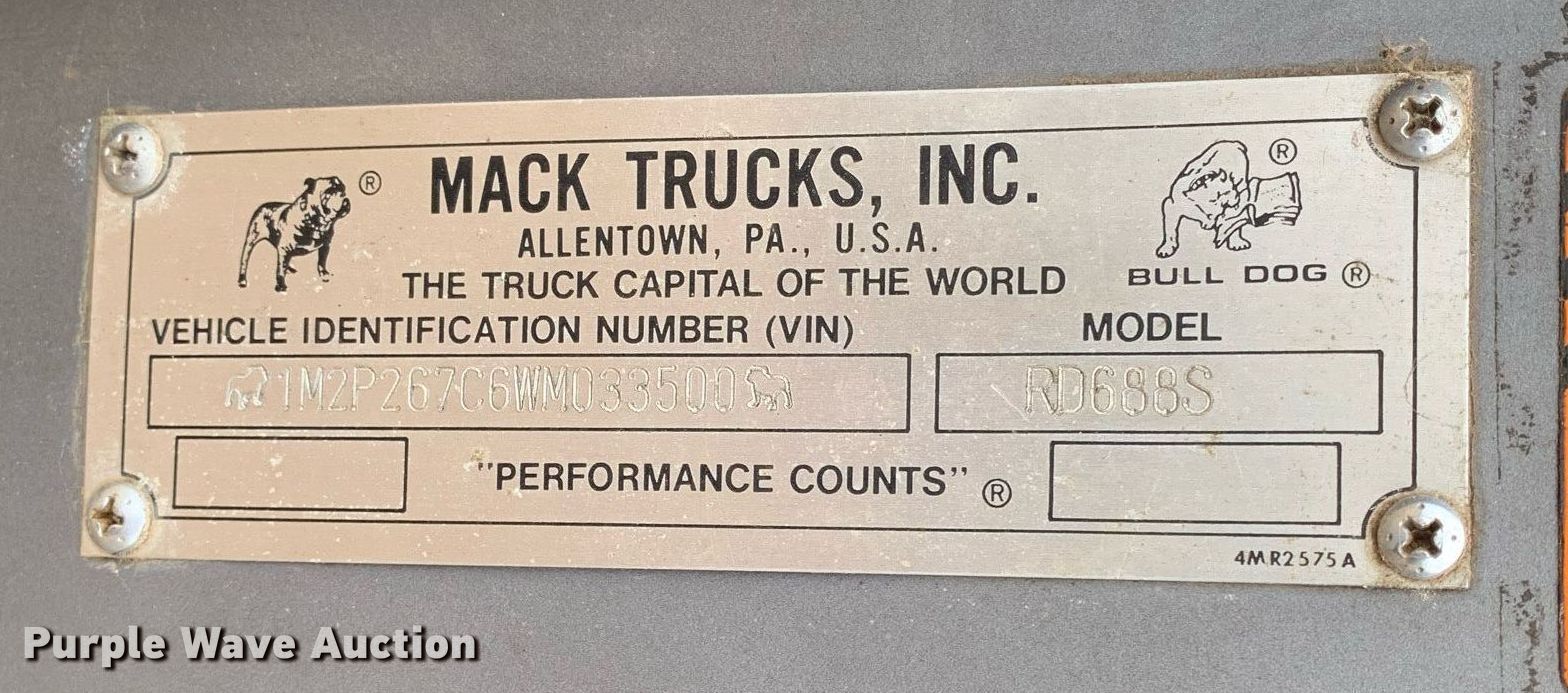 MACK TRUCKS, INC.
ALLENTOWN, PA., U.S.A.
THE TRUCK CAPITAL OF THE WORLD
®
®
BULL DOG ®
VEHICLE IDENTIFICATION NUMBER (VIN) MODEL
1M2P267C6WM033500 RD688S
"PERFORMANCE COUNTS" ®
4MR2575A
Purple Wave Auction